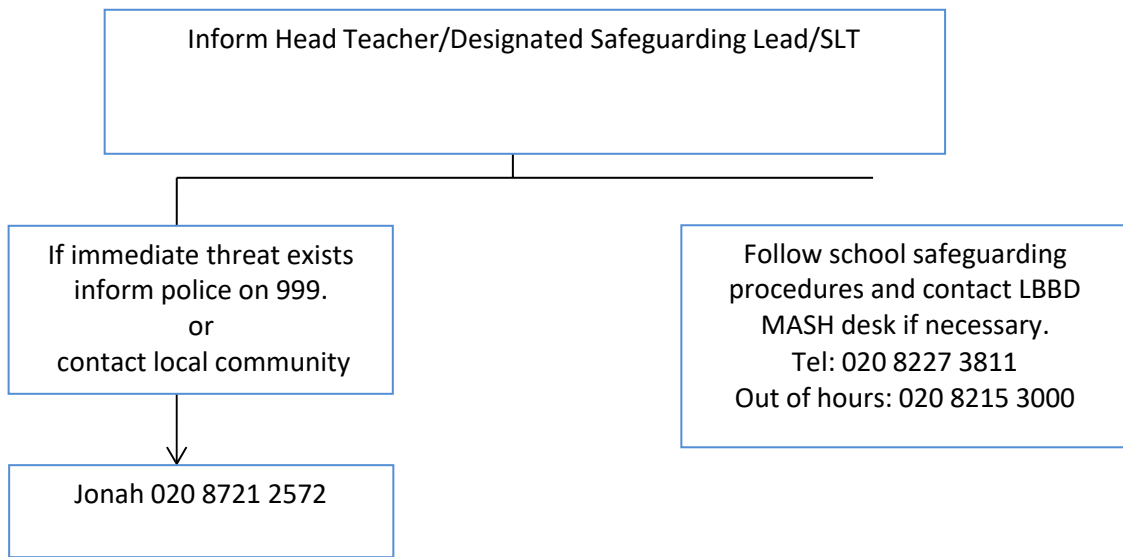 Inform Head Teacher/Designated Safeguarding Lead/SLT
If immediate threat exists
inform police on 999.
or
contact local community
Jonah 020 8721 2572
Follow school safeguarding
procedures and contact LBBD
MASH desk if necessary.
Tel: 020 8227 3811
Out of hours: 020 8215 3000